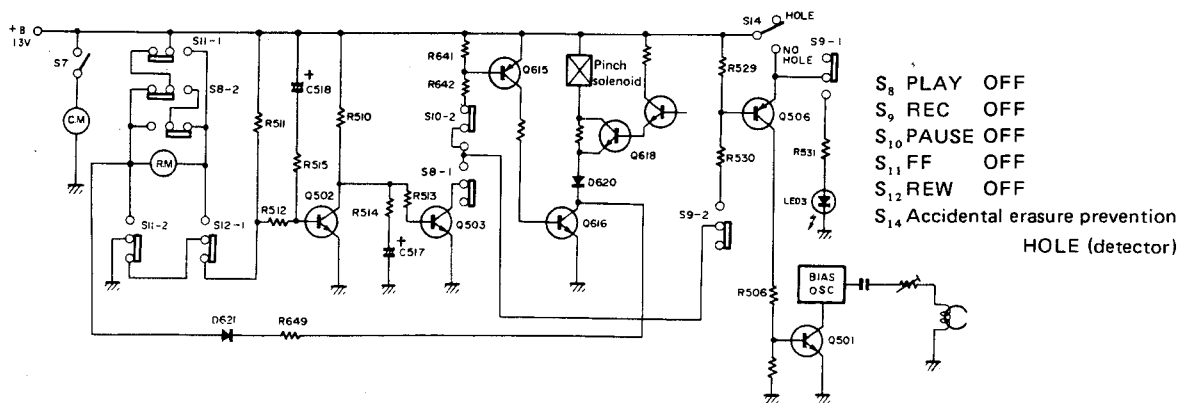 +B
13V
S7
C.M
S11-1
S8-2
R.M
S11-2
S12-1
R511
C518
+
R515
R510
R512
Q502
R514
+
C517
R513
Q503
R641
R642
S10-2
S8-1
Q615
Pinch
solenoid
Q618
D620
Q616
D621
R649
S9-2
R529
R530
S14
HOLE
NO
HOLE
S9-1
Q506
R531
LED3
R506
BIAS
OSC
Q501
S8 PLAY OFF
S9 REC OFF
S10 PAUSE OFF
S11 FF OFF
S12 REW OFF
S14 Accidental erasure prevention
HOLE (detector)